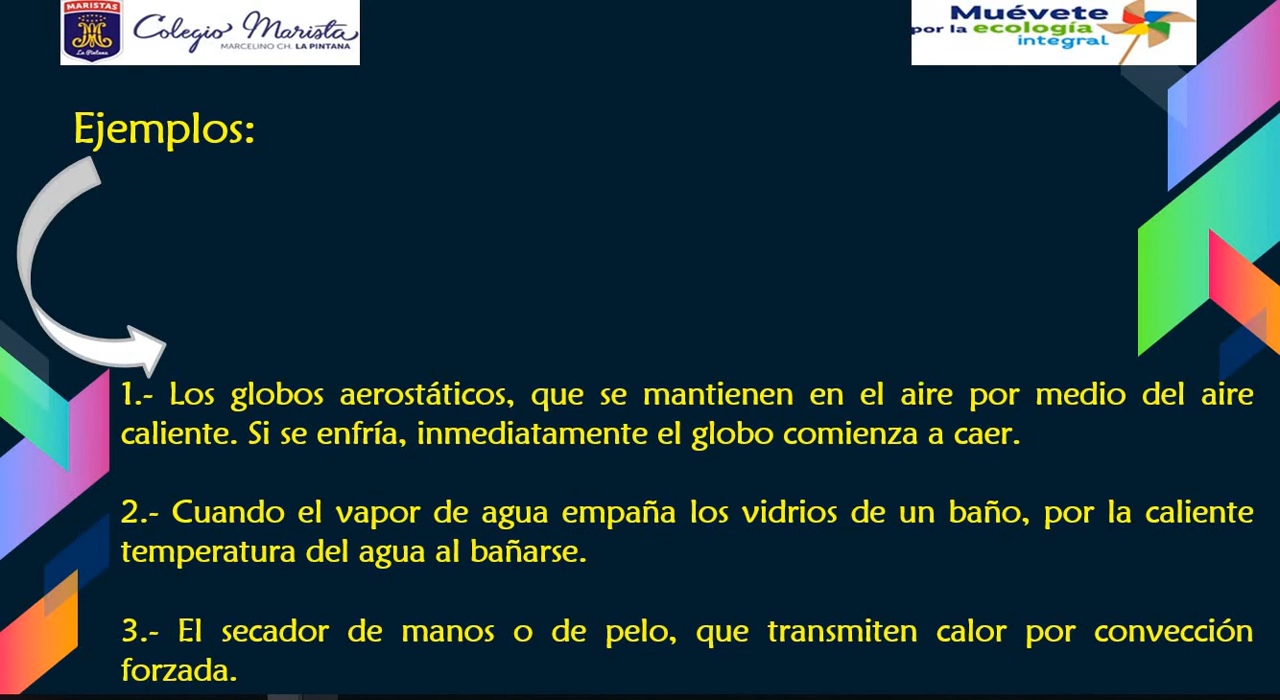 MARISTAS
La Pintana
Colegio Marista
MARCELINO CH. LA PINTANA
Muévete
por la ecología
integral
Ejemplos:
1.- Los globos aerostáticos, que se mantienen en el aire por medio del aire
caliente. Si se enfría, inmediatamente el globo comienza a caer.
2.- Cuando el vapor de agua empaña los vidrios de un baño, por la caliente
temperatura del agua al bañarse.
3.- El secador de manos o de pelo, que transmiten calor por convección
forzada.